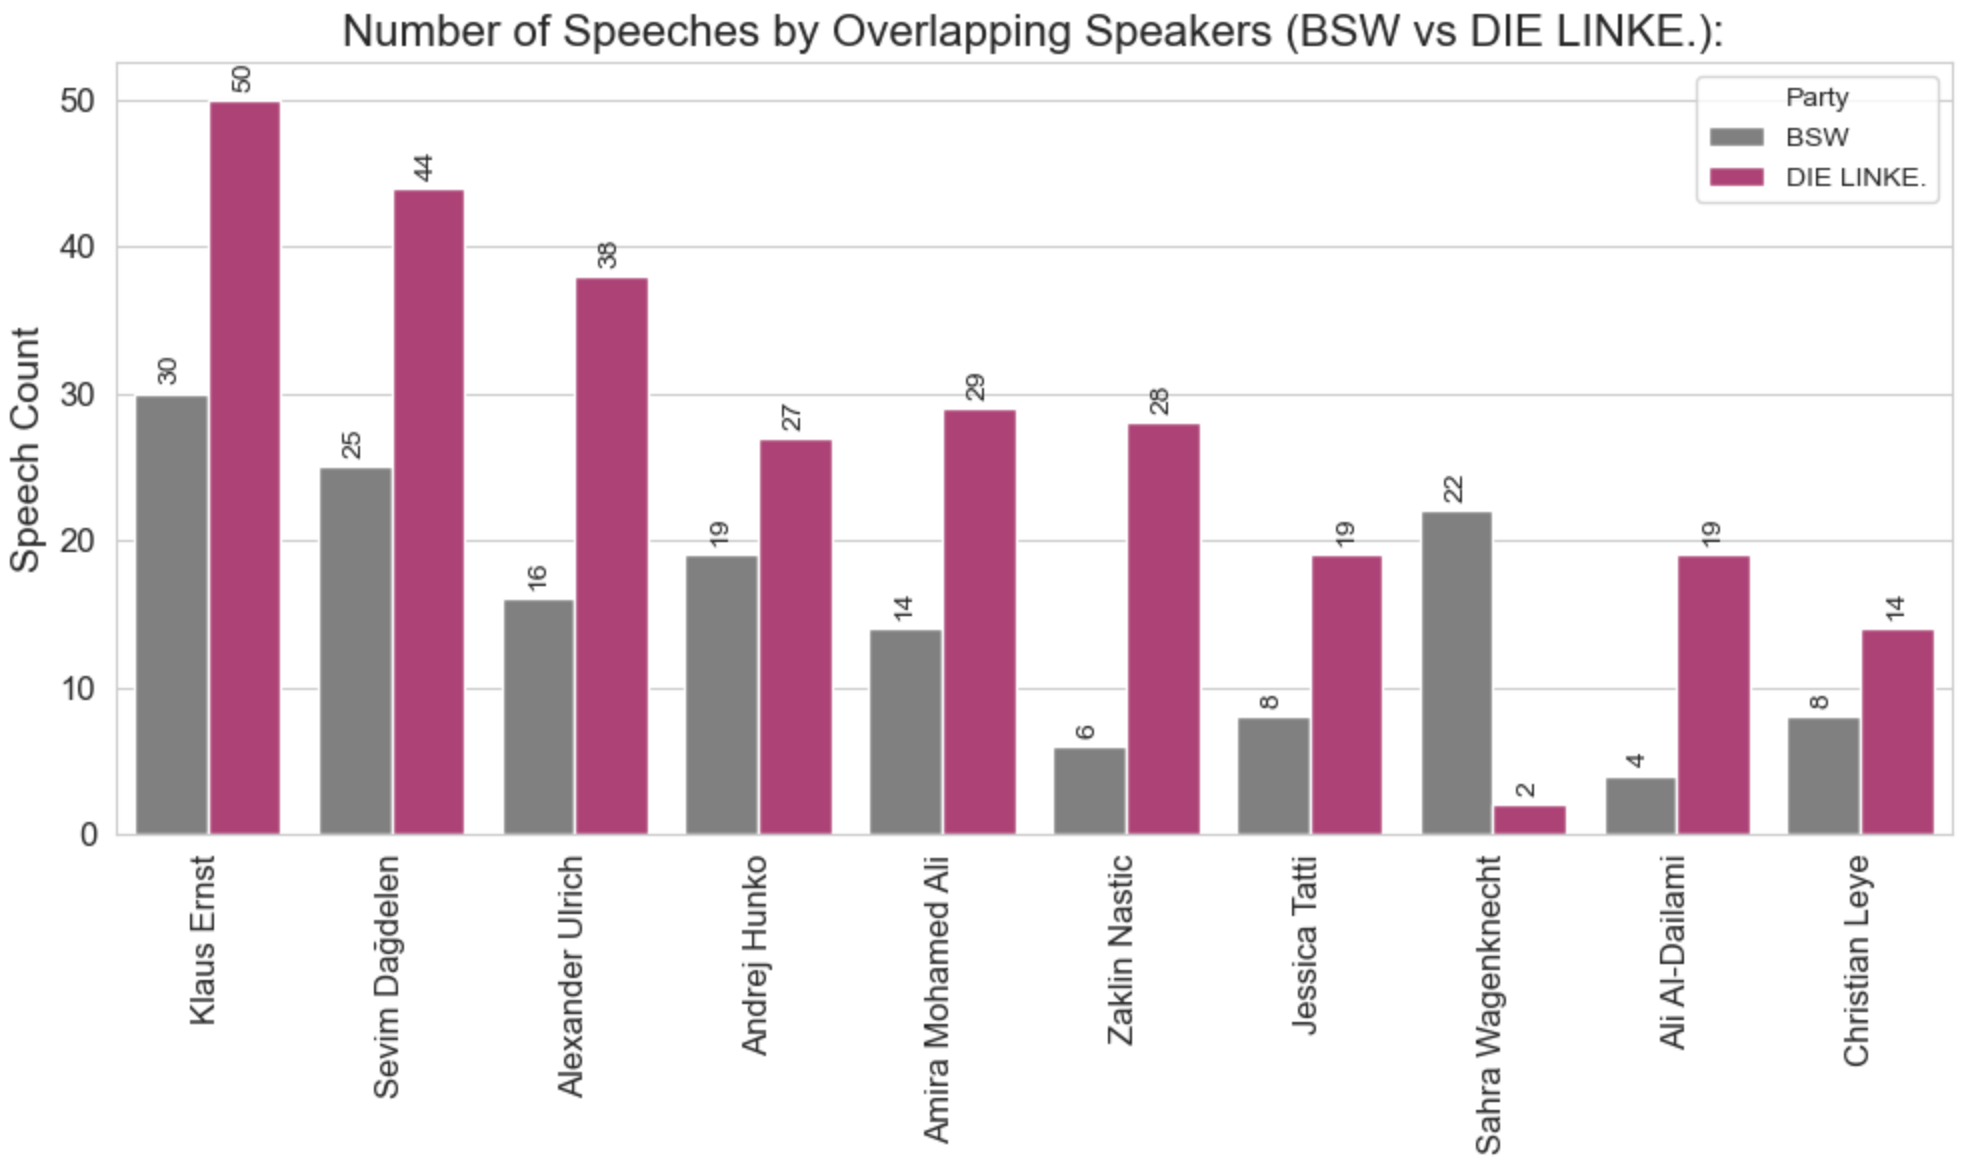 Number of Speeches by Overlapping Speakers (BSW vs DIE LINKE.):
Party
BSW
DIE LINKE.
Speech Count
50
40
30
20
10
0
30
50
25
44
16
38
19
27
14
29
6
28
8
19
22
2
4
19
8
14
Klaus Ernst
Sevim Dağdelen
Alexander Ulrich
Andrej Hunko
Amira Mohamed Ali
Zaklin Nastic
Jessica Tatti
Sahra Wagenknecht
Ali Al-Dailami
Christian Leye